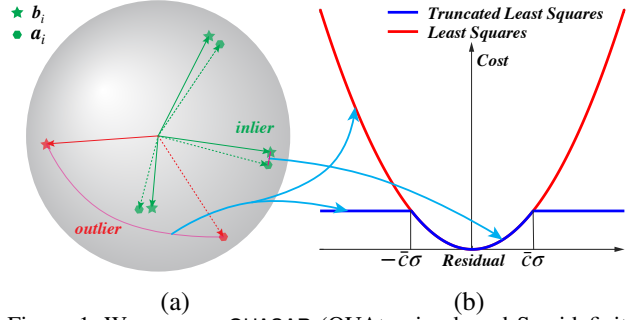 b_i
a_i
inlier
outlier
(a)
Truncated Least Squares
Least Squares
Cost
−c̄σ
Residual
c̄σ
(b)